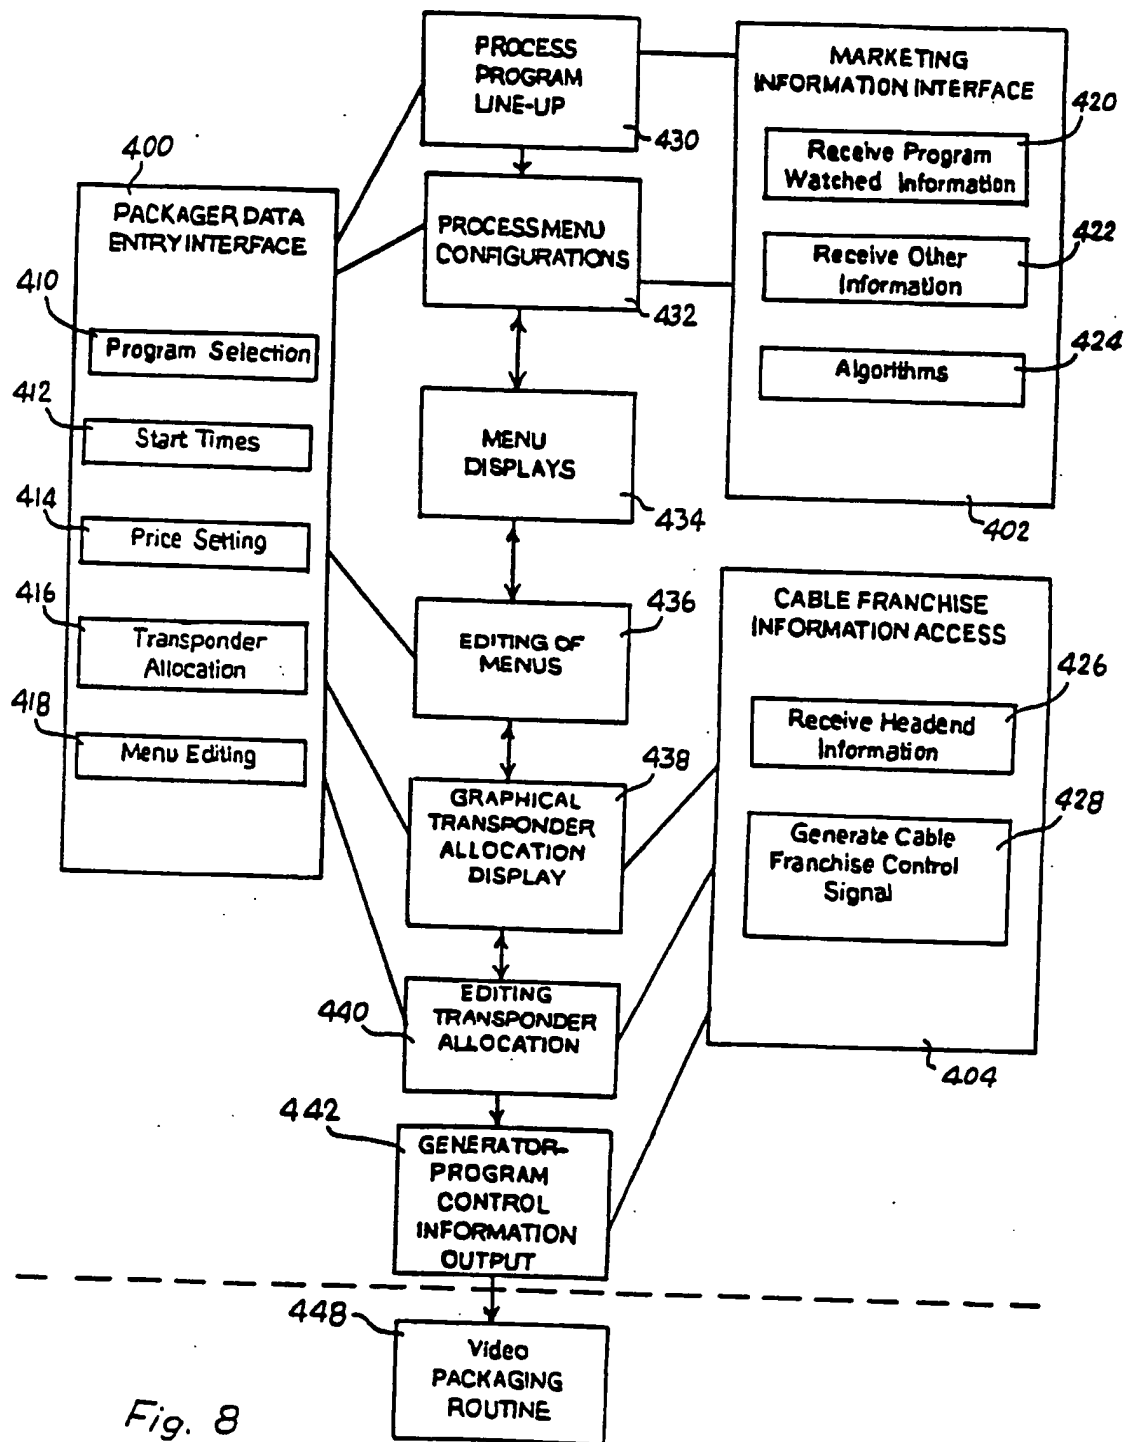 400
PACKAGER DATA
ENTRY INTERFACE
410
Program Selection
412
Start Times
414
Price Setting
416
Transponder
Allocation
418
Menu Editing
PROCESS
PROGRAM
LINE-UP
430
PROCESS MENU
CONFIGURATIONS
432
MENU
DISPLAYS
434
EDITING OF
MENUS
436
GRAPHICAL
TRANSPONDER
ALLOCATION
DISPLAY
438
EDITING
TRANSPONDER
ALLOCATION
440
442
GENERATOR-
PROGRAM
CONTROL
INFORMATION
OUTPUT
448
Video
PACKAGING
ROUTINE
MARKETING
INFORMATION INTERFACE
420
Receive Program
Watched Information
422
Receive Other
Information
424
Algorithms
402
CABLE FRANCHISE
INFORMATION ACCESS
426
Receive Headend
Information
428
Generate Cable
Franchise Control
Signal
404
Fig. 8